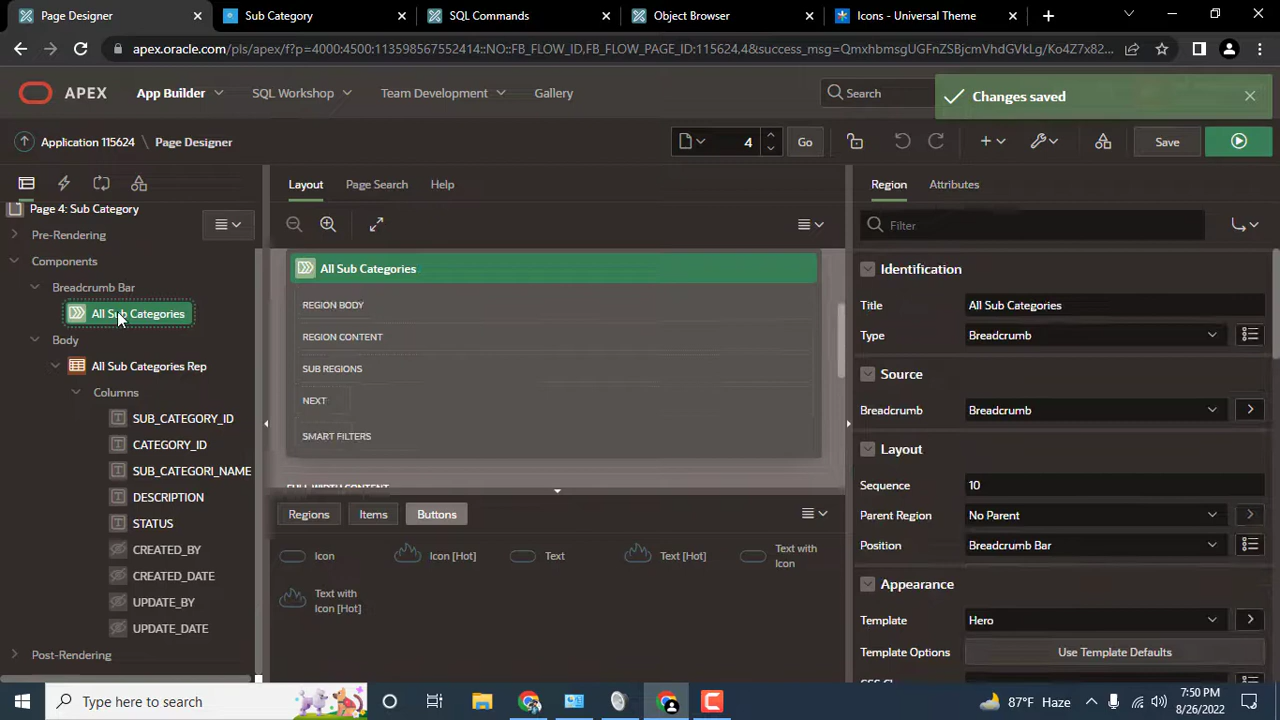 Page Designer
Sub Category
SQL Commands
Object Browser
Icons - Universal Theme
apex.oracle.com/pls/apex/f?p=4000:4500:113598567552414::NO::FB_FLOW_ID,FB_FLOW_PAGE_ID:115624,4&success_msg=QmxhbmsgUGFnZSBjcmVhdGVkLg/Ko4Z7x82...
APEX
App Builder
SQL Workshop
Team Development
Gallery
Search
Changes saved
Application 115624
Page Designer
4
Go
Save
Layout
Page Search
Help
Region
Attributes
Page 4: Sub Category
Pre-Rendering
Components
Breadcrumb Bar
All Sub Categories
Body
All Sub Categories Rep
Columns
SUB_CATEGORY_ID
CATEGORY_ID
SUB_CATEGORI_NAME
DESCRIPTION
STATUS
CREATED_BY
CREATED_DATE
UPDATE_BY
UPDATE_DATE
Post-Rendering
All Sub Categories
REGION BODY
REGION CONTENT
SUB REGIONS
NEXT
SMART FILTERS
FULL WIDTH CONTENT
Regions
Items
Buttons
Icon
Icon [Hot]
Text
Text [Hot]
Text with
Icon
Text with
Icon [Hot]
Filter
Identification
Title
All Sub Categories
Type
Breadcrumb
Source
Breadcrumb
Breadcrumb
Layout
Sequence
10
Parent Region
No Parent
Position
Breadcrumb Bar
Appearance
Template
Hero
Template Options
Use Template Defaults
Type here to search
87°F Haze
7:50 PM
8/26/2022